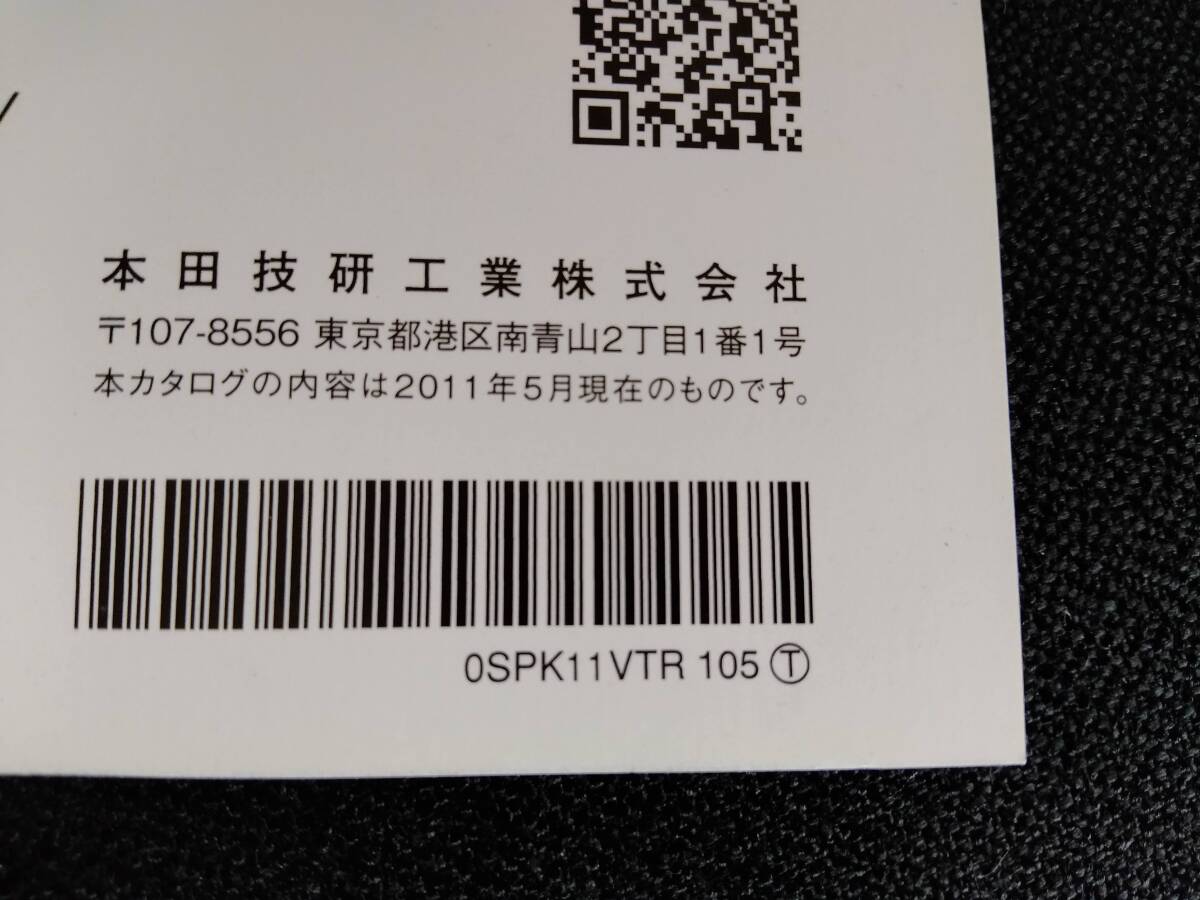 本田技研工業株式会社
〒107-8556 東京都港区南青山2丁目1番1号
本カタログの内容は2011年5月現在のものです。
0SPK11VTR 105 Ⓣ